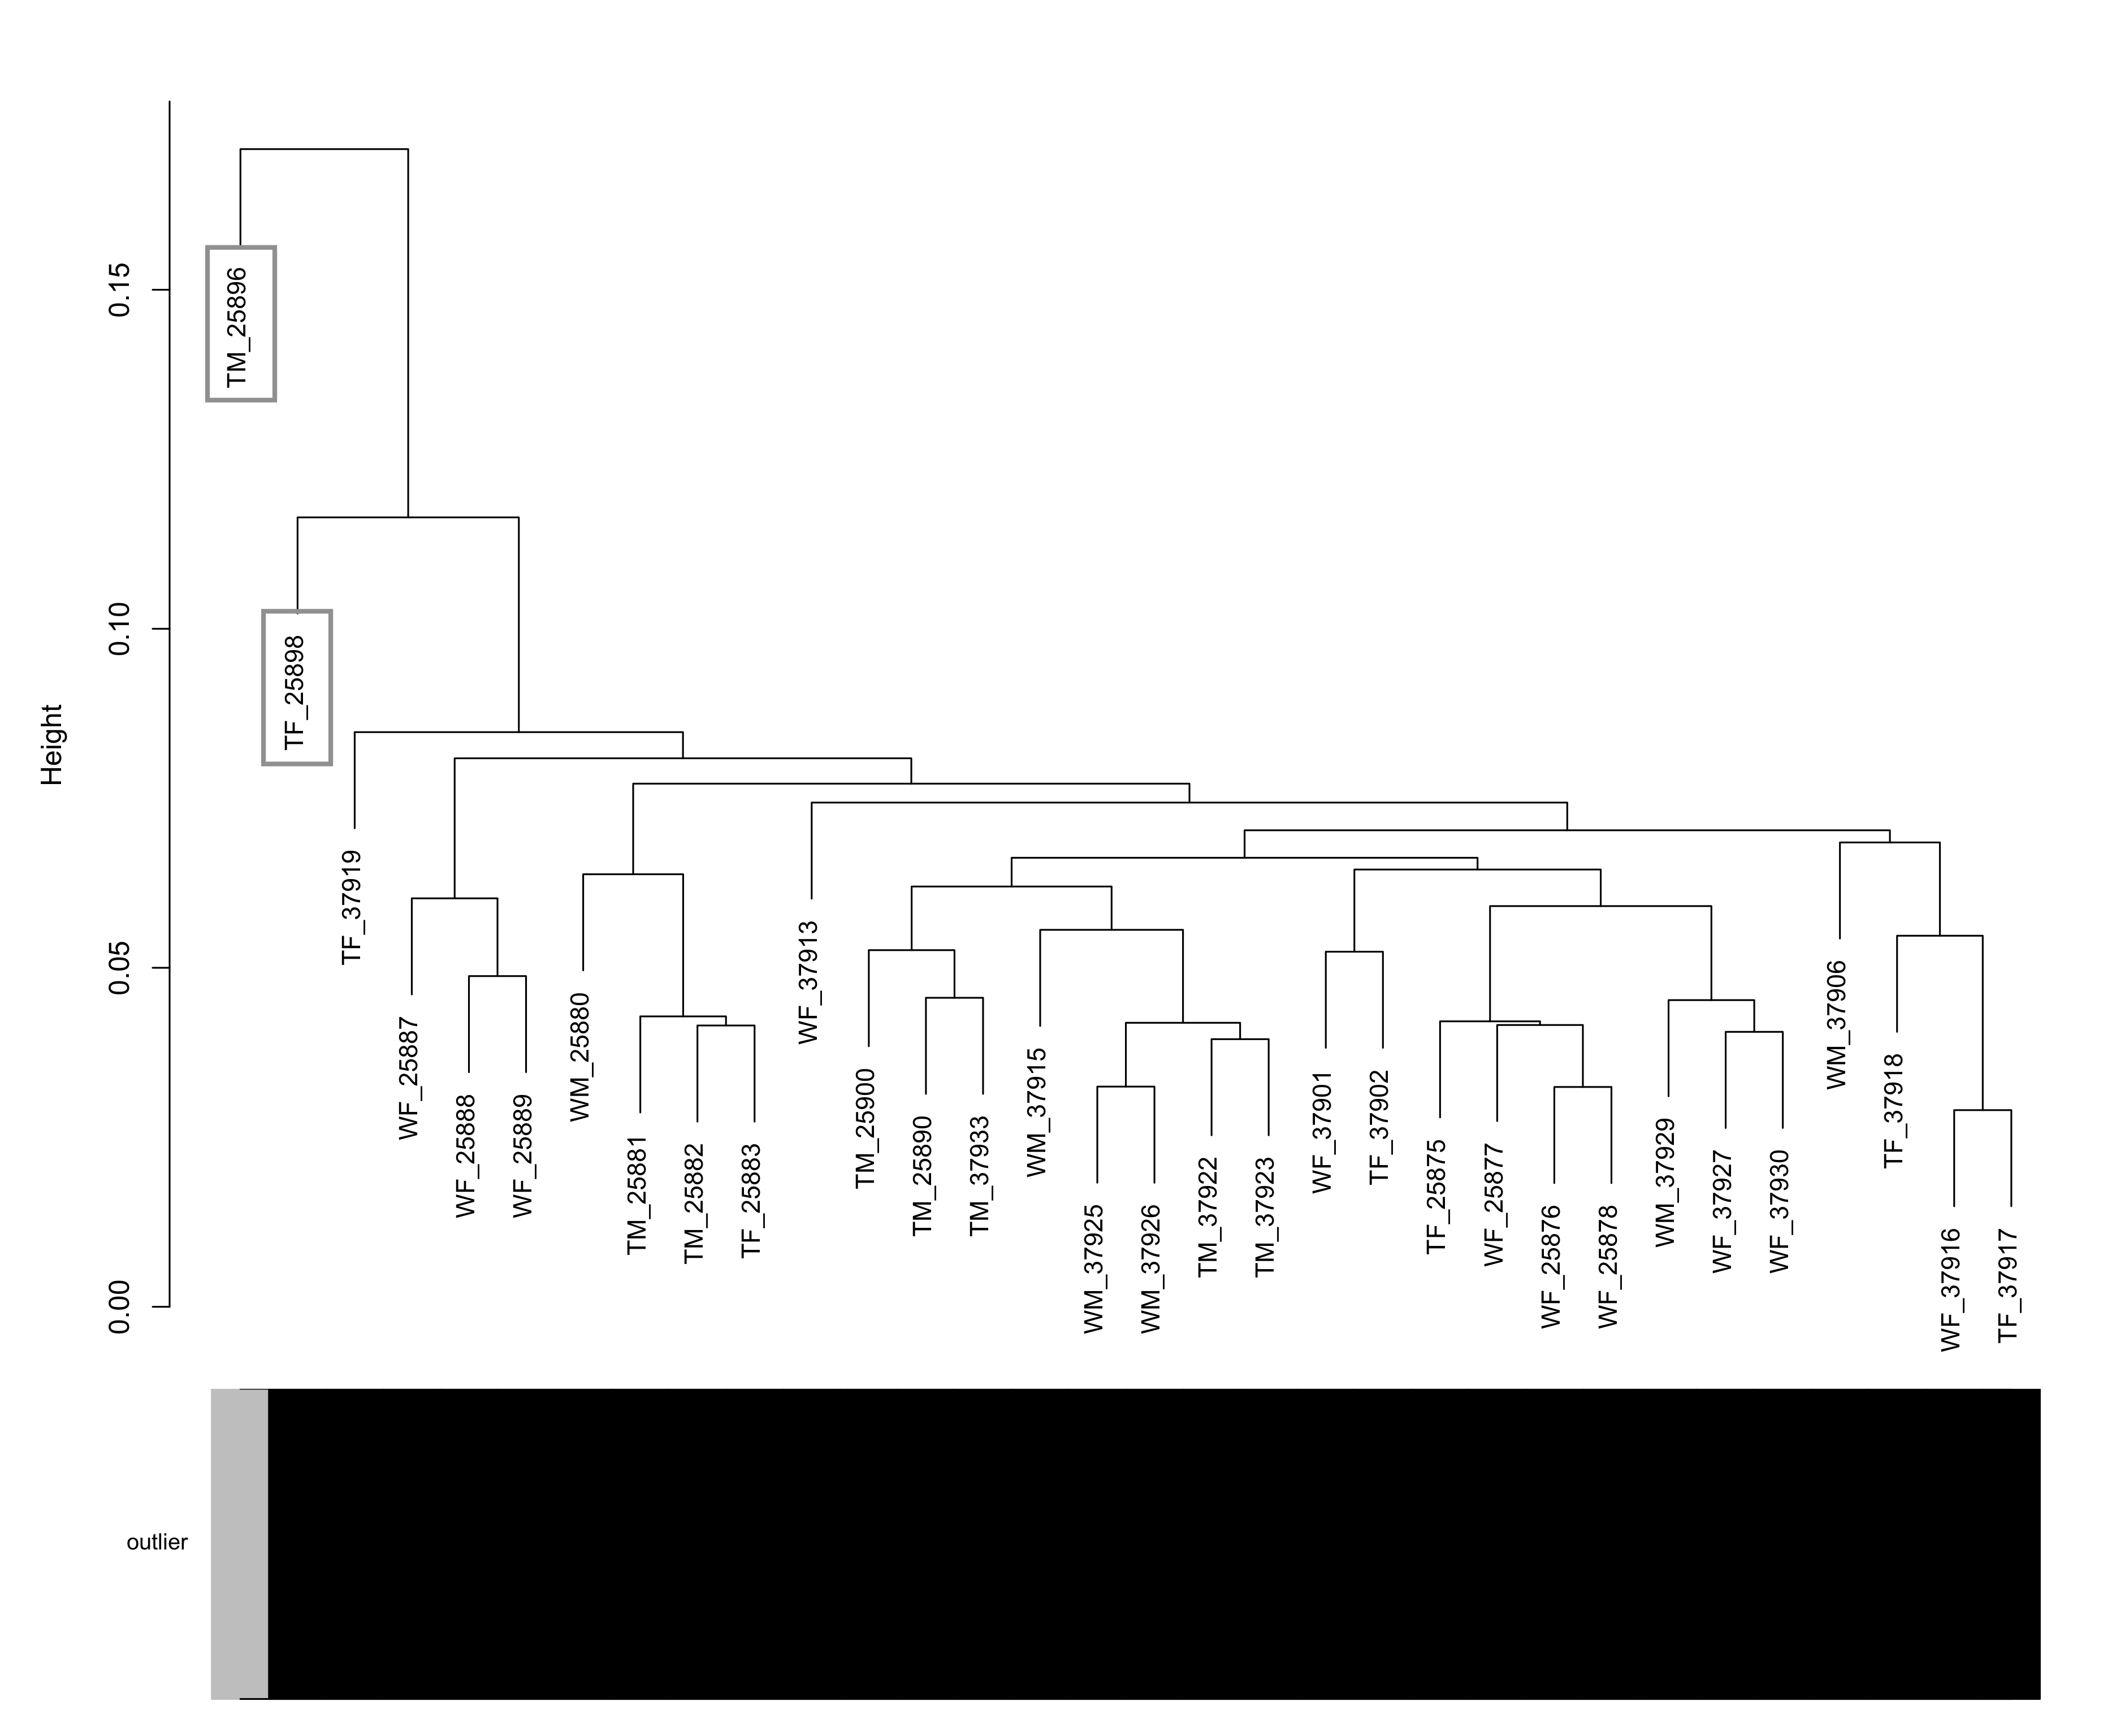 Height
0.15
0.10
0.05
0.00
TM_25896
TF_25898
TF_37919
WF_25887
WF_25888
WF_25889
WM_25880
TM_25881
TM_25882
TF_25883
WF_37913
TM_25900
TM_25890
TM_37933
WM_37915
WM_37925
WM_37926
TM_37922
TM_37923
WF_37901
TF_37902
TF_25875
WF_25877
WF_25876
WF_25878
WM_37929
WF_37927
WF_37930
WM_37906
TF_37918
WF_37916
TF_37917
outlier